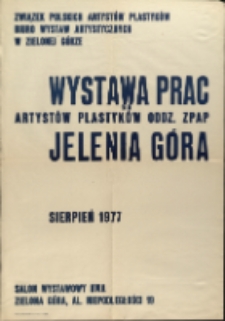 ZWIĄZEK POLSKICH ARTYSTÓW PLASTYKÓW
BIURO WYSTAW ARTYSTYCZNYCH
W ZIELONEJ GÓRZE
WYSTAWA PRAC
ARTYSTÓW PLASTYKÓW ODDZ. ZPAP
JELENIA GÓRA
SIERPIEŃ 1977
SALON WYSTAWOWY BWA
ZIELONA GÓRA, AL. NIEPODLEGŁOŚCI 19